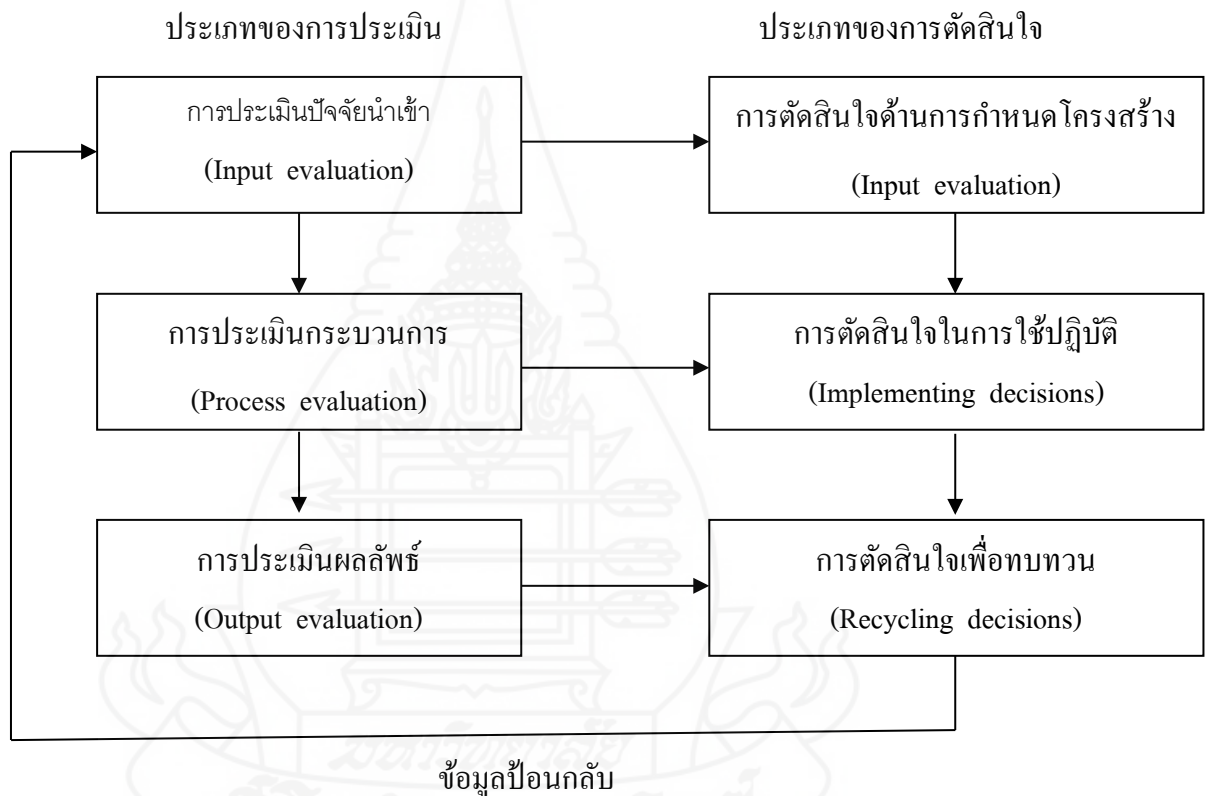 ประเภทของการประเมิน
ประเภทของการตัดสินใจ
การประเมินปัจจัยนำเข้า
(Input evaluation)
การตัดสินใจด้านการกำหนดโครงสร้าง
(Input evaluation)
การประเมินกระบวนการ
(Process evaluation)
การตัดสินใจในการใช้ปฏิบัติ
(Implementing decisions)
การประเมินผลลัพธ์
(Output evaluation)
การตัดสินใจเพื่อทบทวน
(Recycling decisions)
ข้อมูลป้อนกลับ